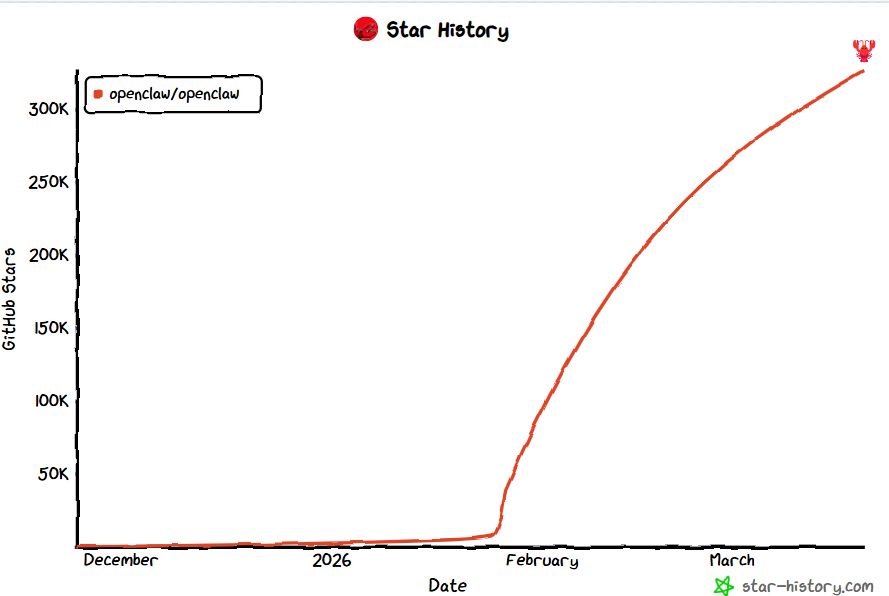 Star History
openclaw/openclaw
300K
250K
200K
150K
100K
50K
GitHub Stars
December 2026 February March
Date
star-history.com